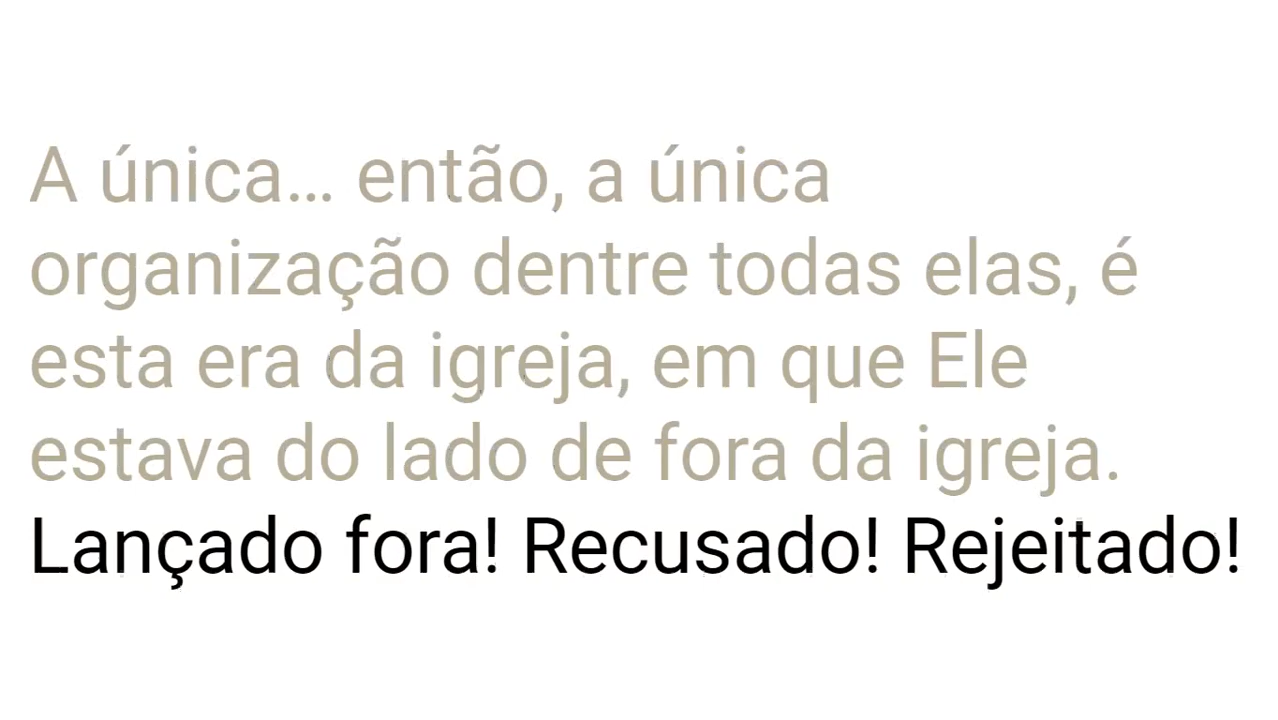 A única… então, a única
organização dentre todas elas, é
esta era da igreja, em que Ele
estava do lado de fora da igreja.
Lançado fora! Recusado! Rejeitado!